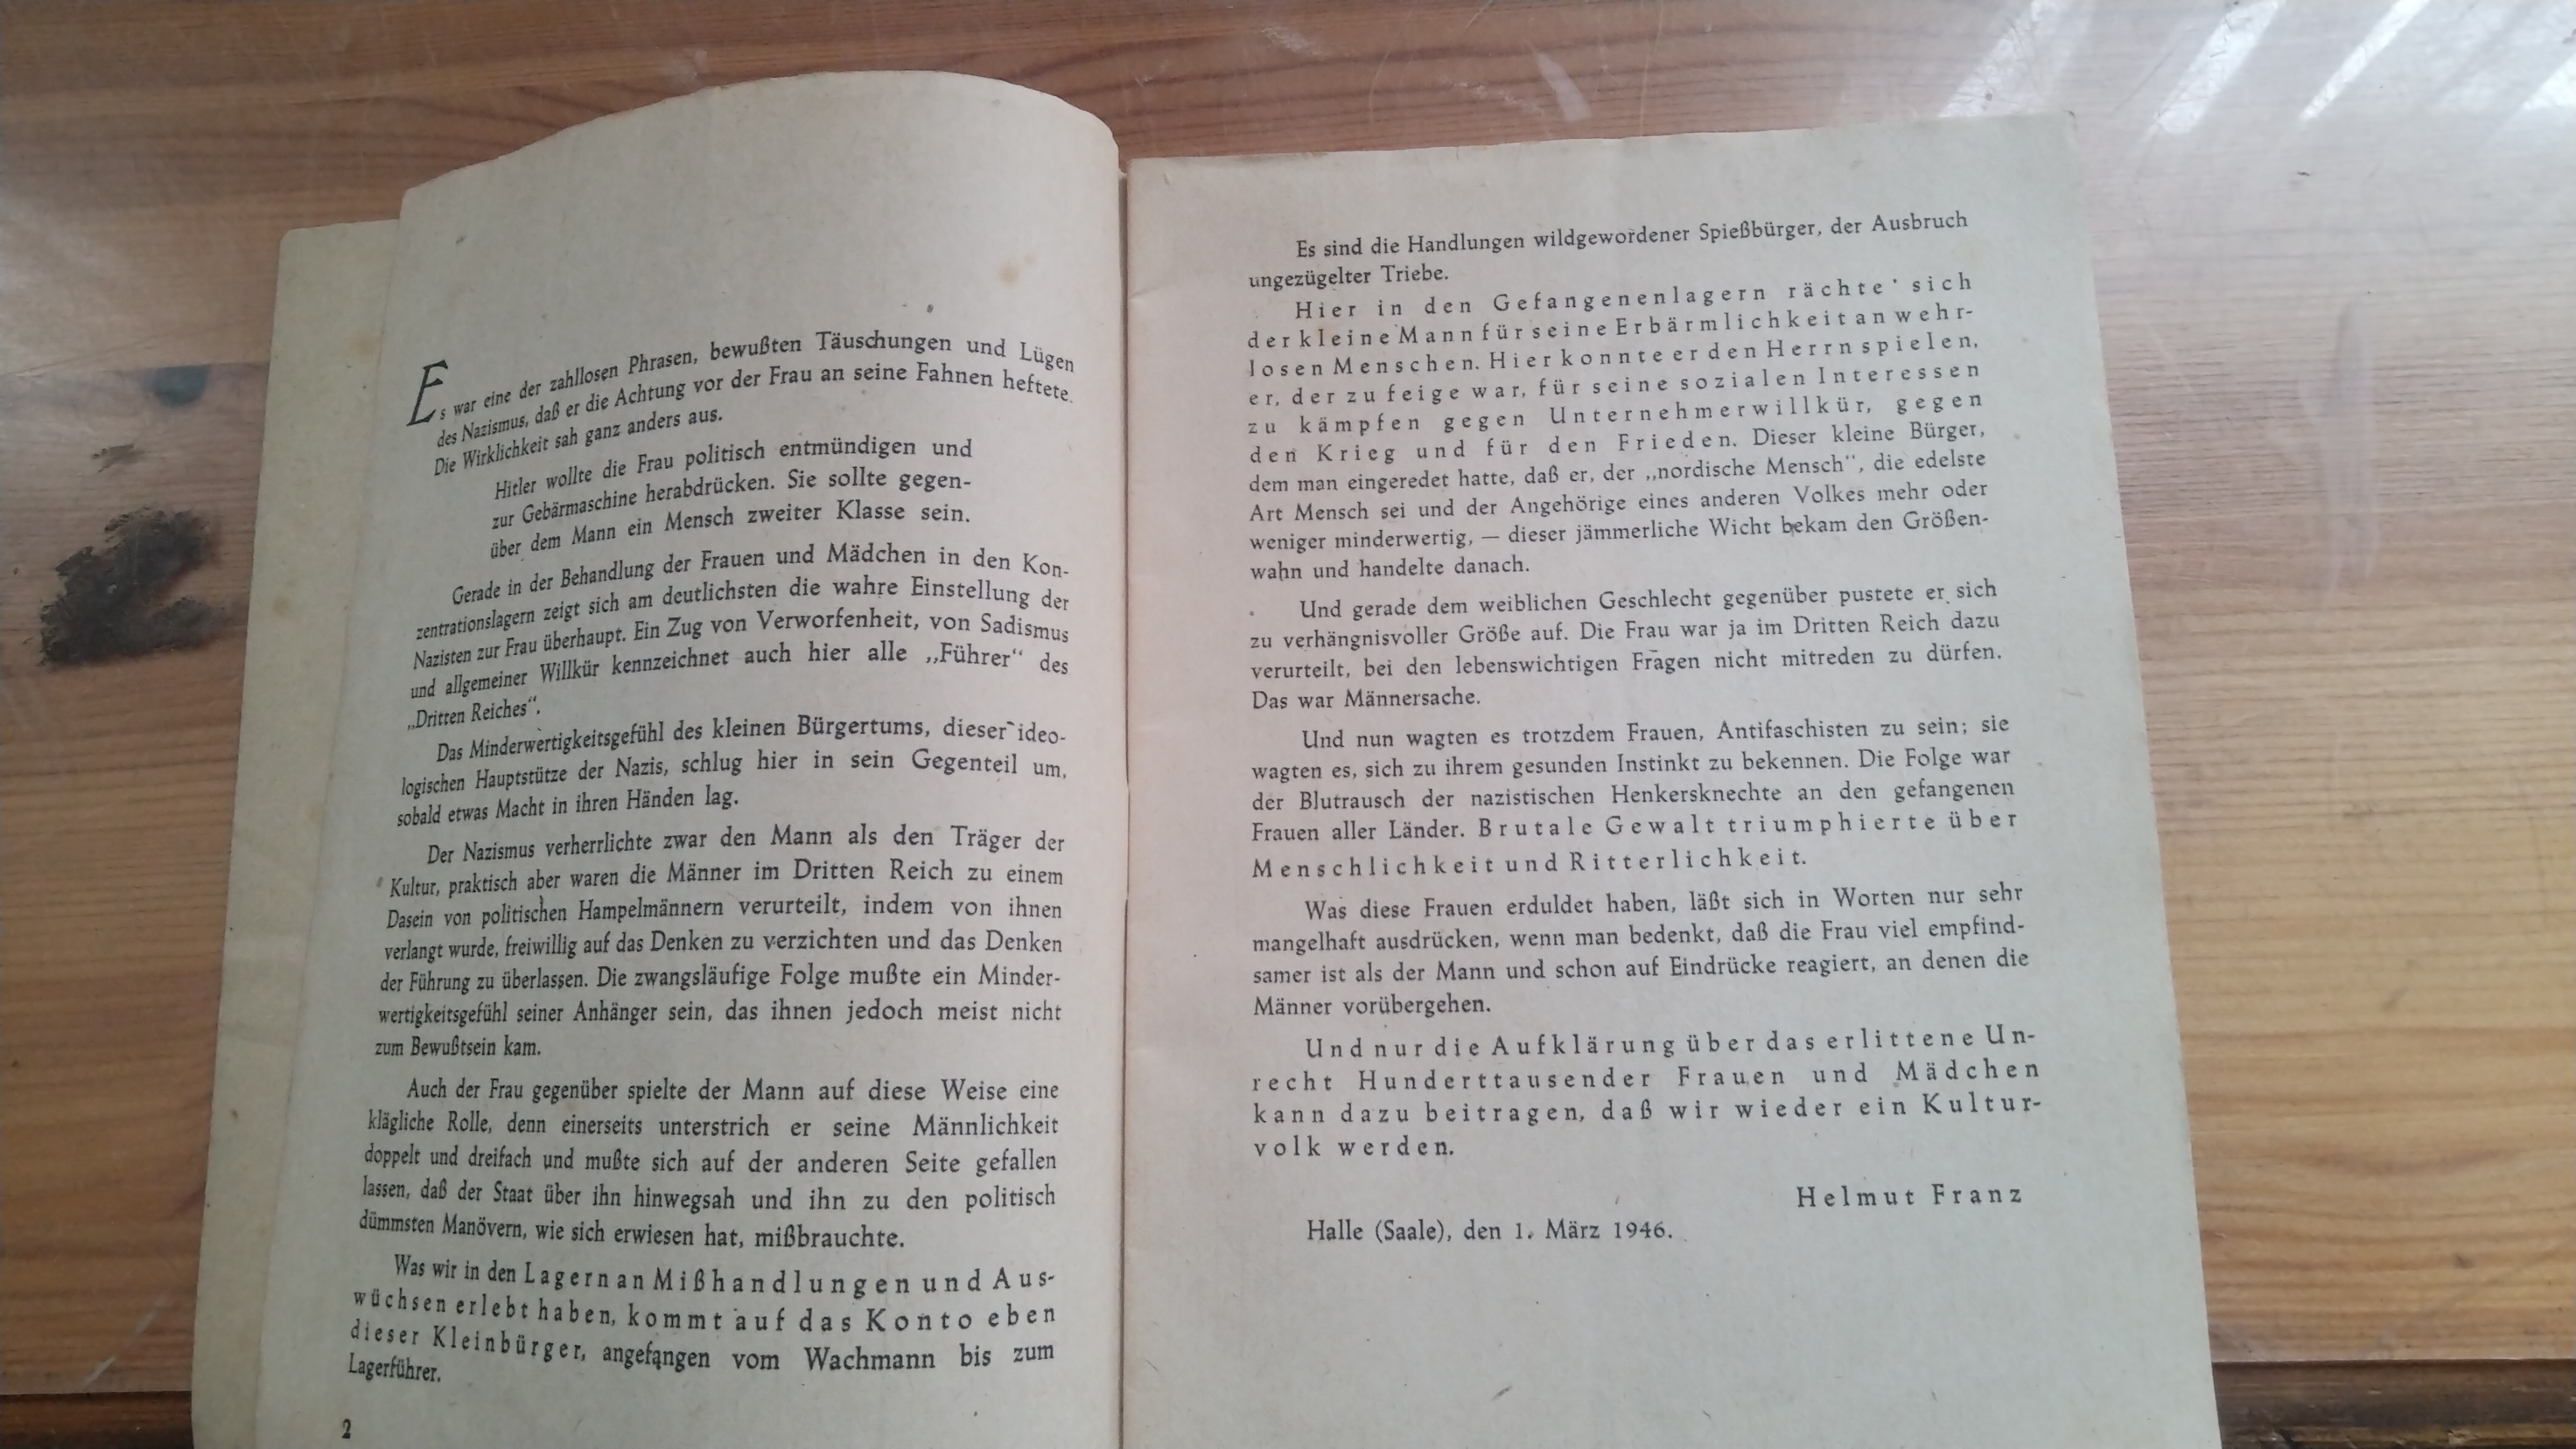 Es war eine der zahllosen Phrasen, bewußten Täuschungen und Lügen
des Nazismus, daß er die Achtung vor der Frau an seine Fahnen heftete.
Die Wirklichkeit sah ganz anders aus.
Hitler wollte die Frau politisch entmündigen und
zur Gebärmaschine herabdrücken. Sie sollte gegen-
über dem Mann ein Mensch zweiter Klasse sein.
Gerade in der Behandlung der Frauen und Mädchen in den Kon-
zentrationslagern zeigt sich am deutlichsten die wahre Einstellung der
Nazisten zur Frau überhaupt. Ein Zug von Verworfenheit, von Sadismus
und allgemeiner Willkür kennzeichnet auch hier alle „Führer“ des
„Dritten Reiches“.
Das Minderwertigkeitsgefühl des kleinen Bürgertums, dieser ideo-
logischen Hauptstütze der Nazis, schlug hier in sein Gegenteil um,
sobald etwas Macht in ihren Händen lag.
Der Nazismus verherrlichte zwar den Mann als den Träger der
Kultur, praktisch aber waren die Männer im Dritten Reich zu einem
Dasein von politischen Hampelmännern verurteilt, indem von ihnen
verlangt wurde, freiwillig auf das Denken zu verzichten und das Denken
der Führung zu überlassen. Die zwangsläufige Folge mußte ein Minder-
wertigkeitsgefühl seiner Anhänger sein, das ihnen jedoch meist nicht
zum Bewußtsein kam.
Auch der Frau gegenüber spielte der Mann auf diese Weise eine
klägliche Rolle, denn einerseits unterstrich er seine Männlichkeit
doppelt und dreifach und mußte sich auf der anderen Seite gefallen
lassen, daß der Staat über ihn hinwegsah und ihn zu den politisch
dümmsten Manövern, wie sich erwiesen hat, mißbrauchte.
Was wir in den Lagern an Mißhandlungen und Aus-
wüchsen erlebt haben, kommt auf das Konto eben
dieser Kleinbürger, angefangen vom Wachmann bis zum
Lagerführer.
2
Es sind die Handlungen wildgewordener Spießbürger, der Ausbruch
ungezügelter Triebe.
Hier in den Gefangenenlagern rächte sich
der kleine Mann für seine Erbärmlichkeit an wehr-
losen Menschen. Hier konnte er den Herrn spielen,
er, der zu feige war, für seine sozialen Interessen
zu kämpfen gegen Unternehmerwillkür, gegen
den Krieg und für den Frieden. Dieser kleine Bürger,
dem man eingeredet hatte, daß er, der „nordische Mensch“, die edelste
Art Mensch sei und der Angehörige eines anderen Volkes mehr oder
weniger minderwertig, — dieser jämmerliche Wicht bekam den Größen-
wahn und handelte danach.
Und gerade dem weiblichen Geschlecht gegenüber pustete er sich
zu verhängnisvoller Größe auf. Die Frau war ja im Dritten Reich dazu
verurteilt, bei den lebenswichtigen Fragen nicht mitreden zu dürfen.
Das war Männersache.
Und nun wagten es trotzdem Frauen, Antifaschisten zu sein; sie
wagten es, sich zu ihrem gesunden Instinkt zu bekennen. Die Folge war
der Blutrausch der nazistischen Henkersknechte an den gefangenen
Frauen aller Länder. Brutale Gewalt triumphierte über
Menschlichkeit und Ritterlichkeit.
Was diese Frauen erduldet haben, läßt sich in Worten nur sehr
mangelhaft ausdrücken, wenn man bedenkt, daß die Frau viel empfind-
samer ist als der Mann und schon auf Eindrücke reagiert, an denen die
Männer vorübergehen.
Und nur die Aufklärung über das erlittene Un-
recht Hunderttausender Frauen und Mädchen
kann dazu beitragen, daß wir wieder ein Kultur-
volk werden.
Helmut Franz
Halle (Saale), den 1. März 1946.